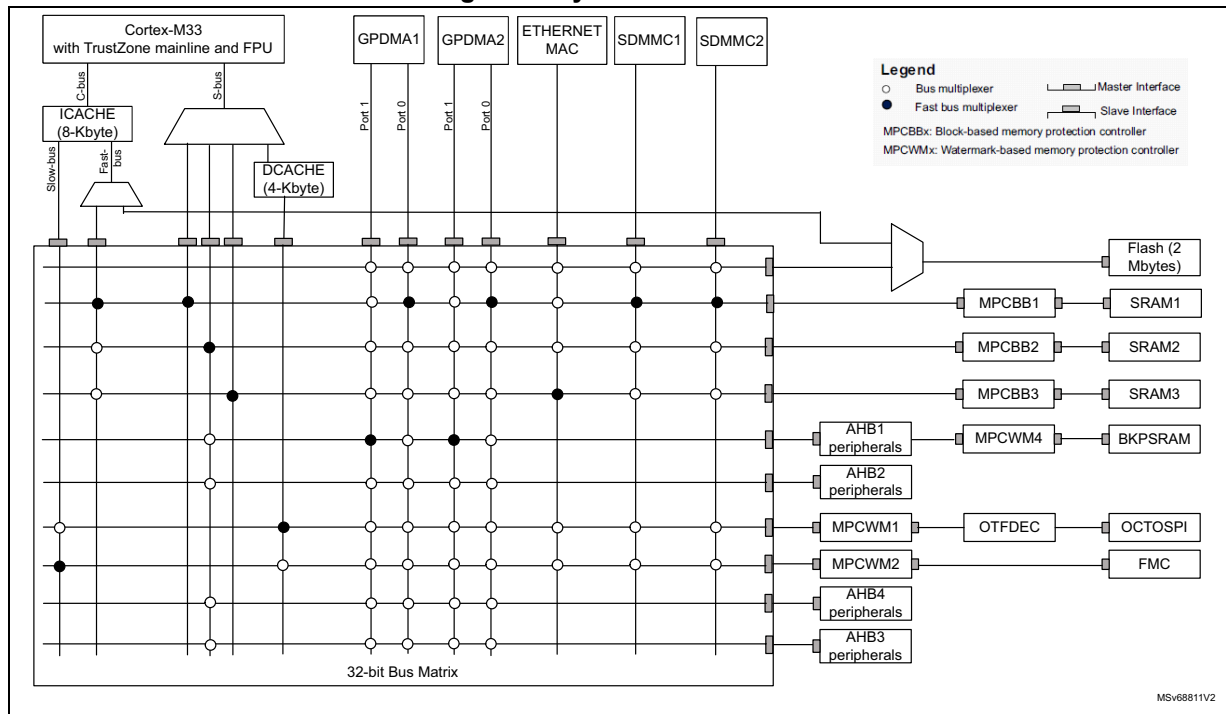 Cortex-M33
with TrustZone mainline and FPU
GPDMA1
GPDMA2
ETHERNET
MAC
SDMMC1
SDMMC2
Legend
Bus multiplexer
Fast bus multiplexer
Master Interface
Slave Interface
MPCBBx: Block-based memory protection controller
MPCWMx: Watermark-based memory protection controller
C-bus
S-bus
ICACHE
(8-Kbyte)
Slow-bus
Fast-
bus
DCACHE
(4-Kbyte)
Port 1
Port 0
Port 1
Port 0
Flash (2
Mbytes)
MPCBB1
SRAM1
MPCBB2
SRAM2
MPCBB3
SRAM3
AHB1
peripherals
MPCWM4
BKPSRAM
AHB2
peripherals
MPCWM1
OTFDEC
OCTOSPI
MPCWM2
FMC
AHB4
peripherals
AHB3
peripherals
32-bit Bus Matrix
MSv68811V2